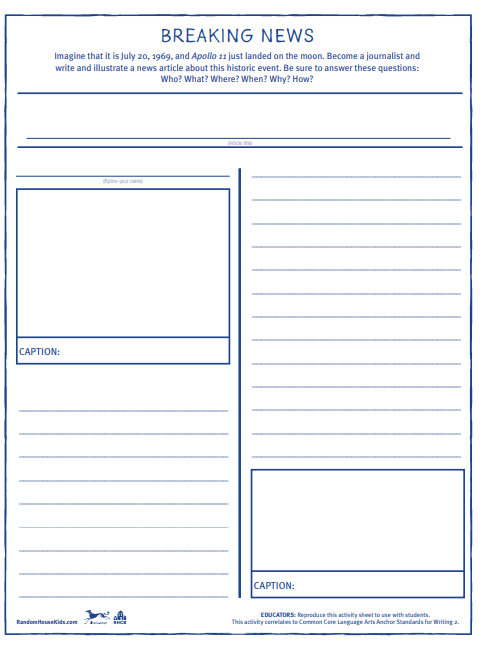 BREAKING NEWS
Imagine that it is July 20, 1969, and Apollo 11 just landed on the moon. Become a journalist and
write and illustrate a news article about this historic event. Be sure to answer these questions:
Who? What? Where? When? Why? How?
(Article title)
(Byline–your name)
CAPTION:
CAPTION:
RandomHouseKids.com
RHCB
EDUCATORS: Reproduce this activity sheet to use with students.
This activity correlates to Common Core Language Arts Anchor Standards for Writing 2.